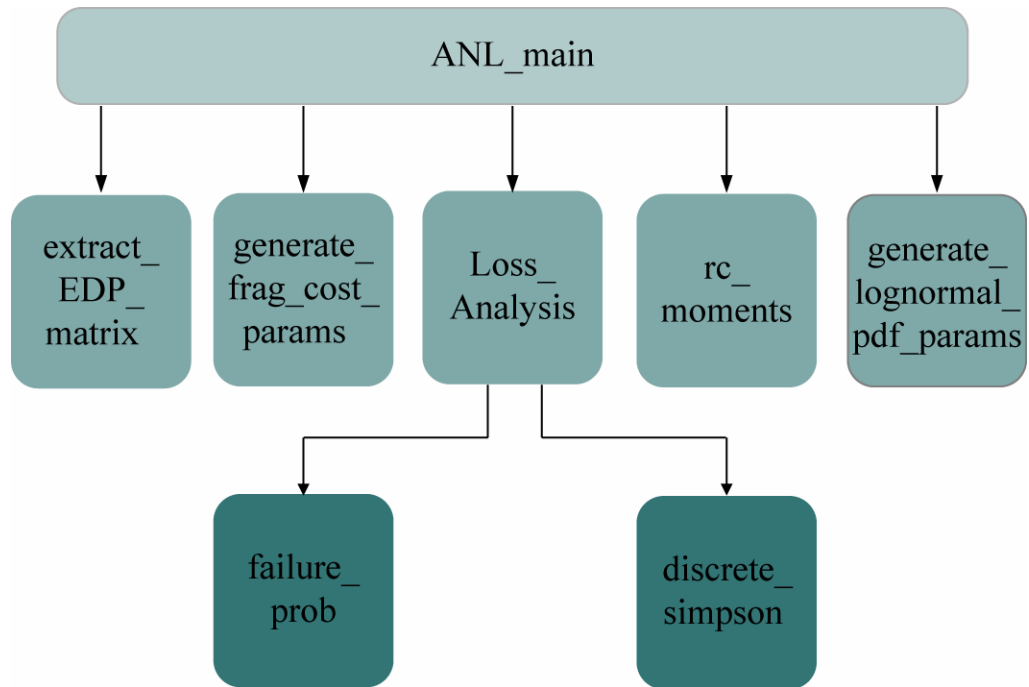 ANL_main
extract_
EDP_
matrix
generate_
frag_cost_
params
Loss_
Analysis
rc_
moments
generate_
lognormal_
pdf_params
failure_
prob
discrete_
simpson